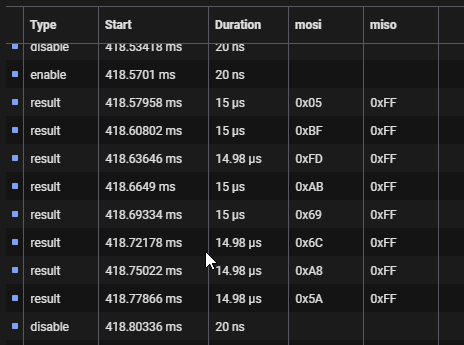 Type Start Duration mosi miso
disable 418.53418 ms 20 ns
enable 418.5701 ms 20 ns
result 418.57958 ms 15 µs 0x05 0xFF
result 418.60802 ms 15 µs 0xBF 0xFF
result 418.63646 ms 14.98 µs 0xFD 0xFF
result 418.6649 ms 15 µs 0xAB 0xFF
result 418.69334 ms 15 µs 0x69 0xFF
result 418.72178 ms 14.98 µs 0x6C 0xFF
result 418.75022 ms 14.98 µs 0xA8 0xFF
result 418.77866 ms 14.98 µs 0x5A 0xFF
disable 418.80336 ms 20 ns